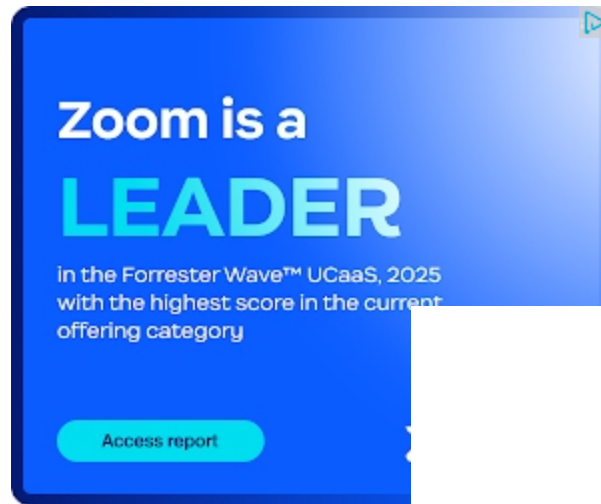 Zoom is a
LEADER
in the Forrester Wave™ UCaaS, 2025
with the highest score in the current
offering category
Access report